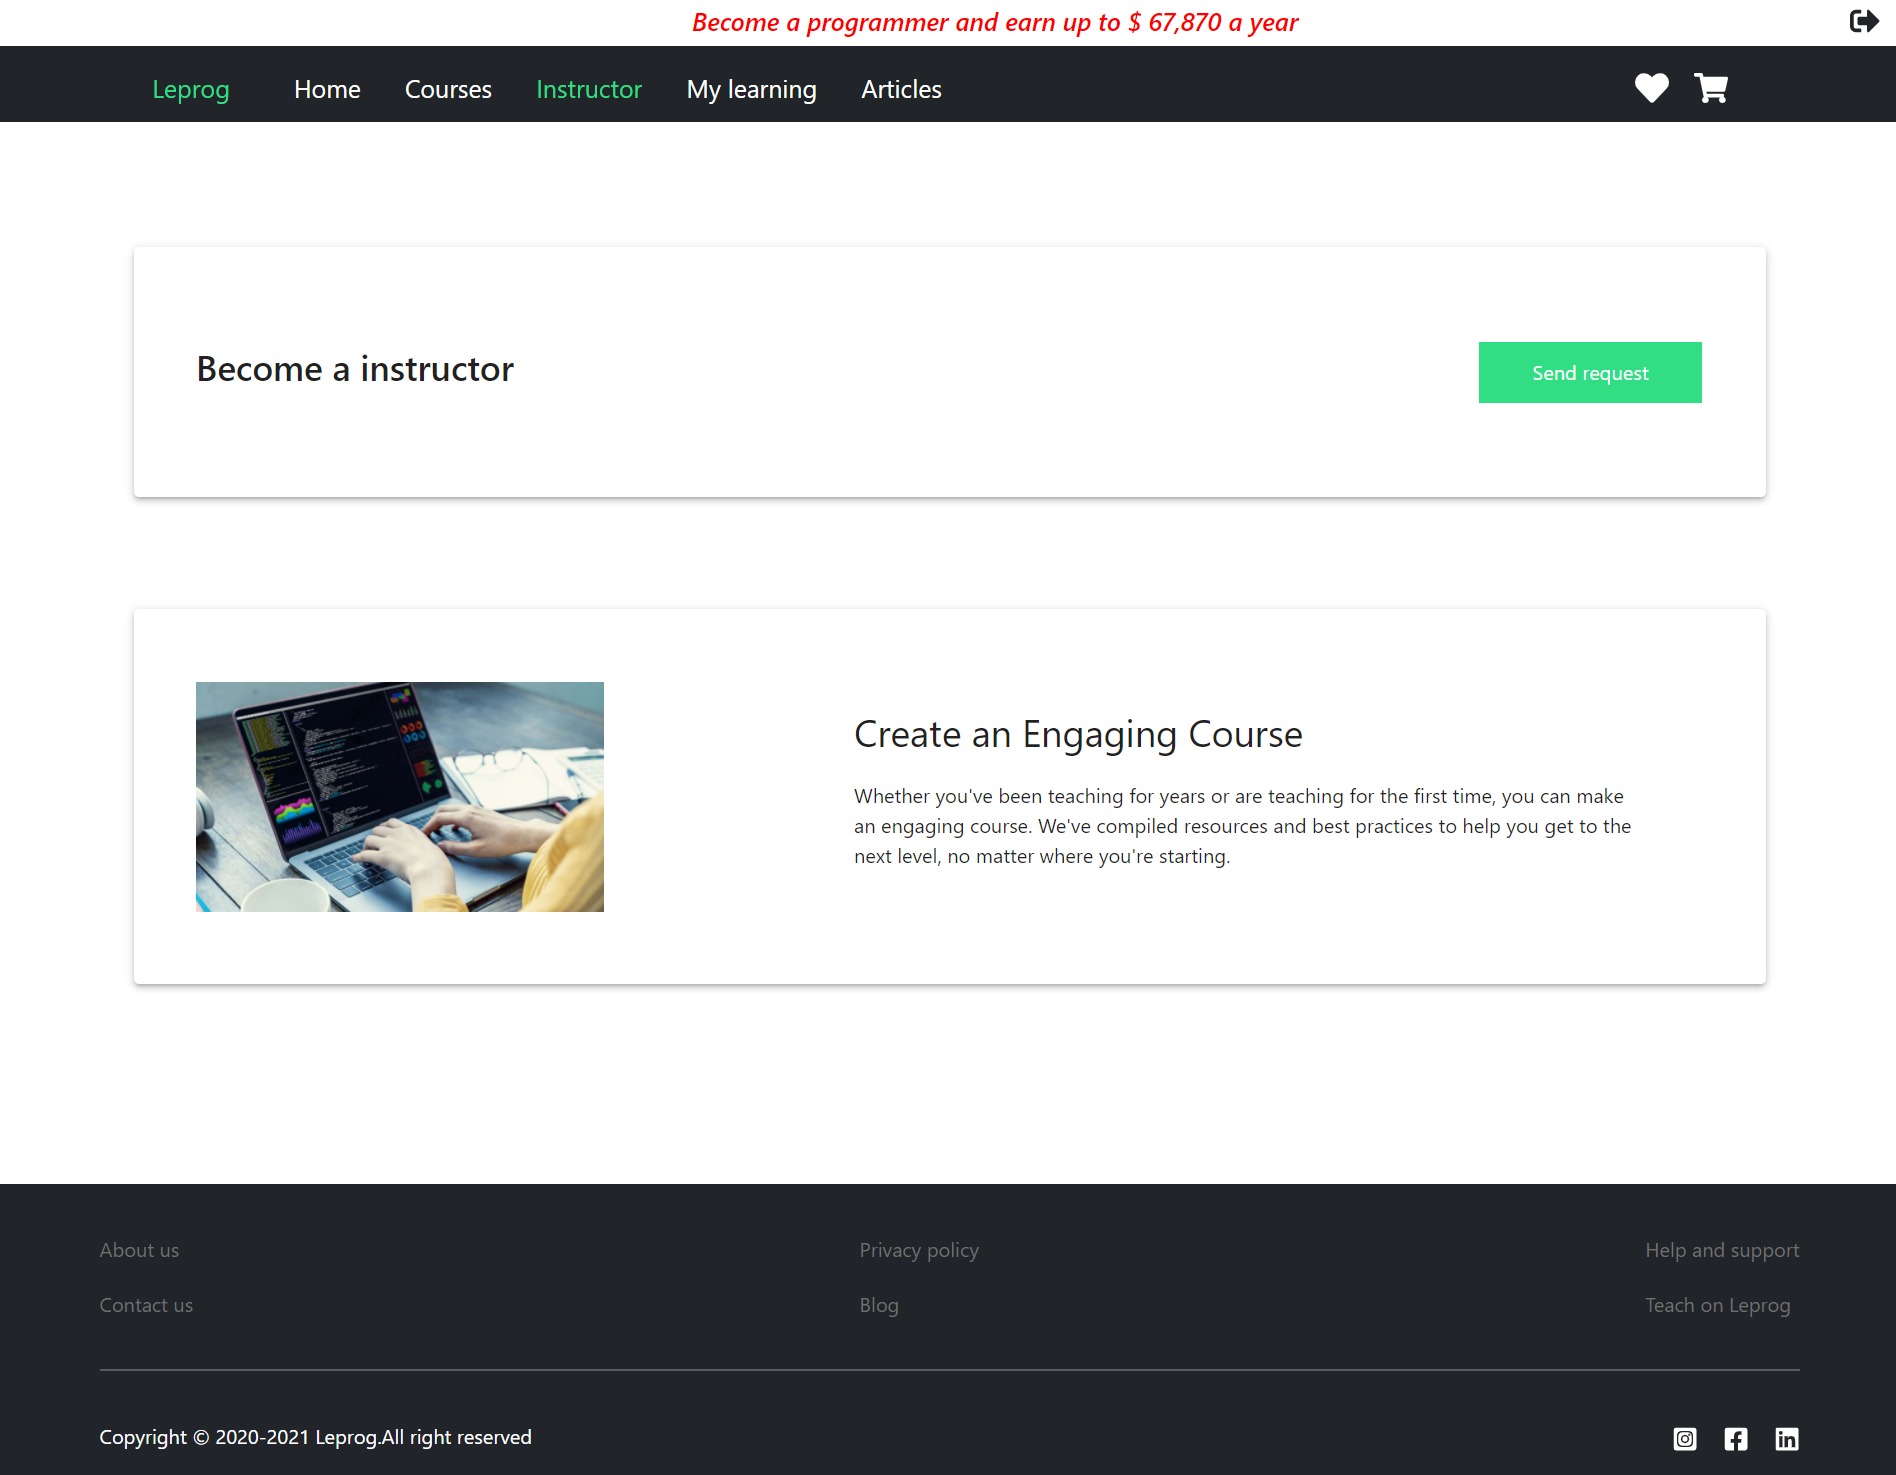 Become a programmer and earn up to $ 67,870 a year
Leprog Home Courses Instructor My learning Articles
Become a instructor
Send request
Create an Engaging Course
Whether you've been teaching for years or are teaching for the first time, you can make
an engaging course. We've compiled resources and best practices to help you get to the
next level, no matter where you're starting.
About us Privacy policy Help and support
Contact us Blog Teach on Leprog
Copyright © 2020-2021 Leprog.All right reserved